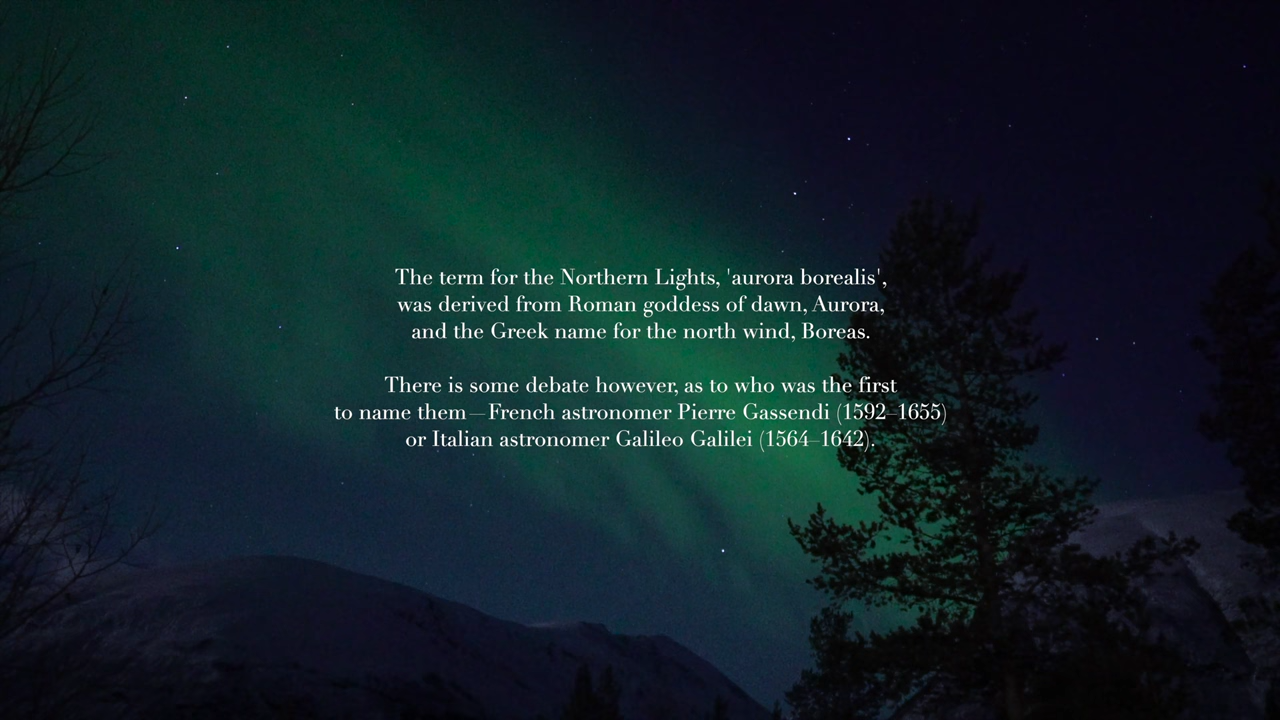 The term for the Northern Lights, 'aurora borealis',
was derived from Roman goddess of dawn, Aurora,
and the Greek name for the north wind, Boreas.
There is some debate however, as to who was the first
to name them—French astronomer Pierre Gassendi (1592–1655)
or Italian astronomer Galileo Galilei (1564–1642).